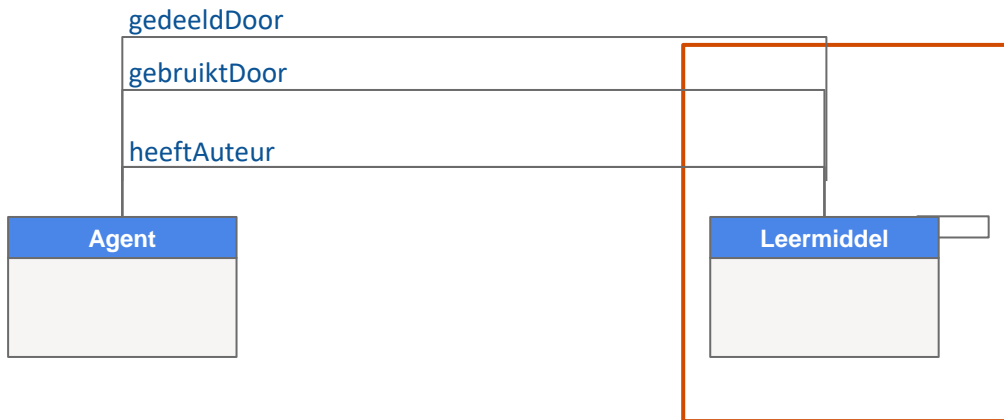 gedeeldDoor
gebruiktDoor
heeftAuteur
Agent
Leermiddel